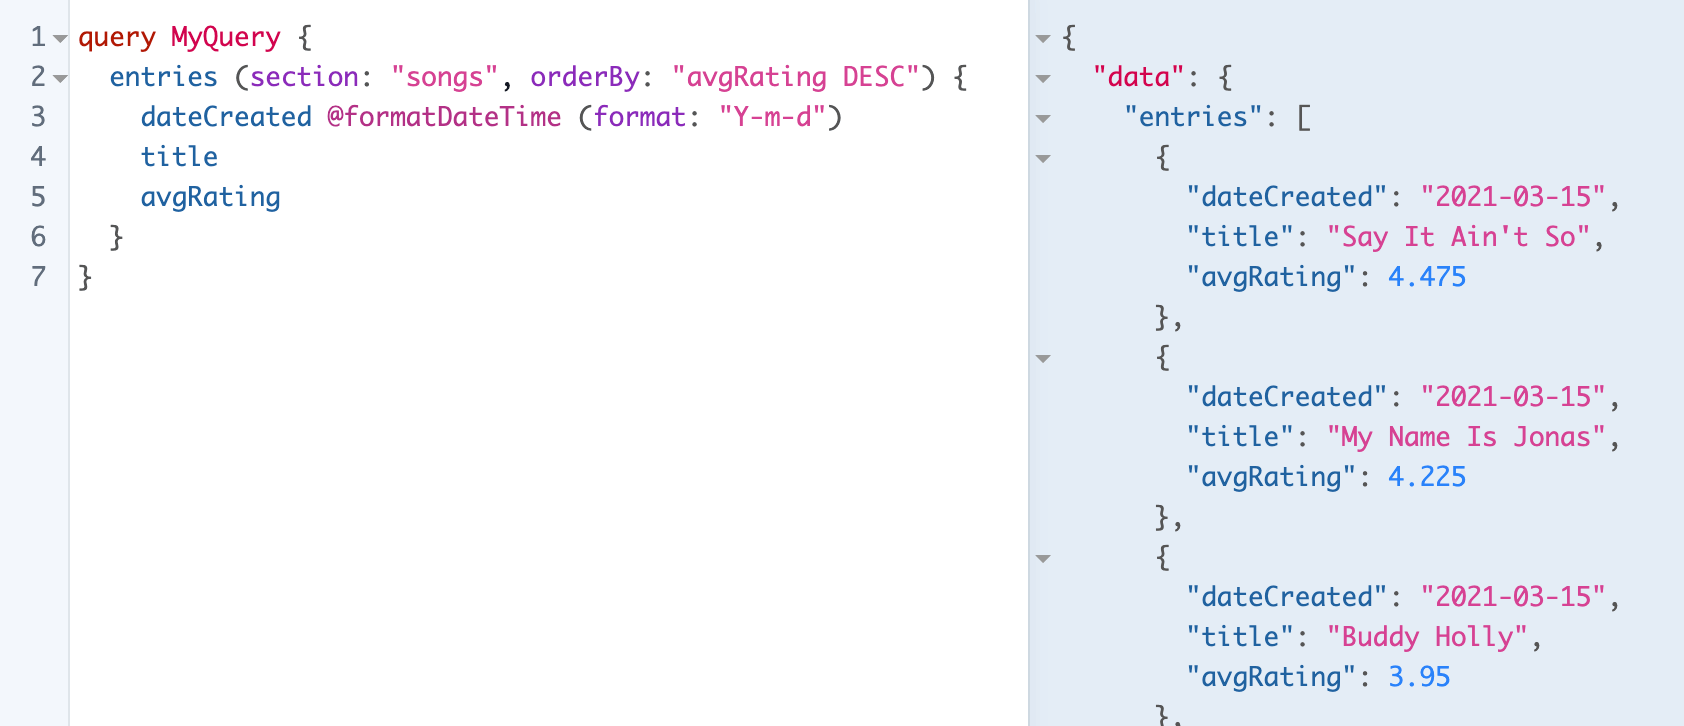 1 query MyQuery {
2 entries (section: "songs", orderBy: "avgRating DESC") {
3 dateCreated @formatDateTime (format: "Y-m-d")
4 title
5 avgRating
6 }
7 }
{
"data": {
"entries": [
{
"dateCreated": "2021-03-15",
"title": "Say It Ain't So",
"avgRating": 4.475
},
{
"dateCreated": "2021-03-15",
"title": "My Name Is Jonas",
"avgRating": 4.225
},
{
"dateCreated": "2021-03-15",
"title": "Buddy Holly",
"avgRating": 3.95
},